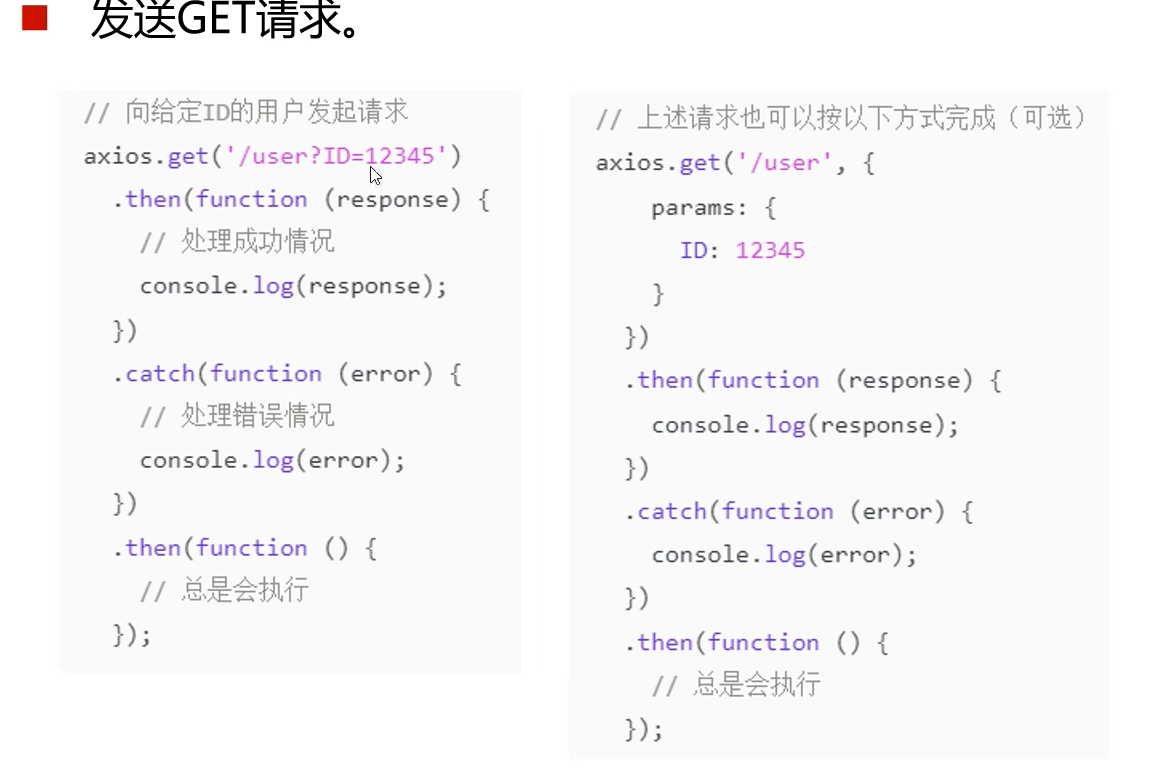 发送GET请求。
// 向给定ID的用户发起请求
axios.get('/user?ID=12345')
  .then(function (response) {
    // 处理成功情况
    console.log(response);
  })
  .catch(function (error) {
    // 处理错误情况
    console.log(error);
  })
  .then(function () {
    // 总是会执行
  });
// 上述请求也可以按以下方式完成（可选）
axios.get('/user', {
    params: {
      ID: 12345
    }
  })
  .then(function (response) {
    console.log(response);
  })
  .catch(function (error) {
    console.log(error);
  })
  .then(function () {
    // 总是会执行
  });